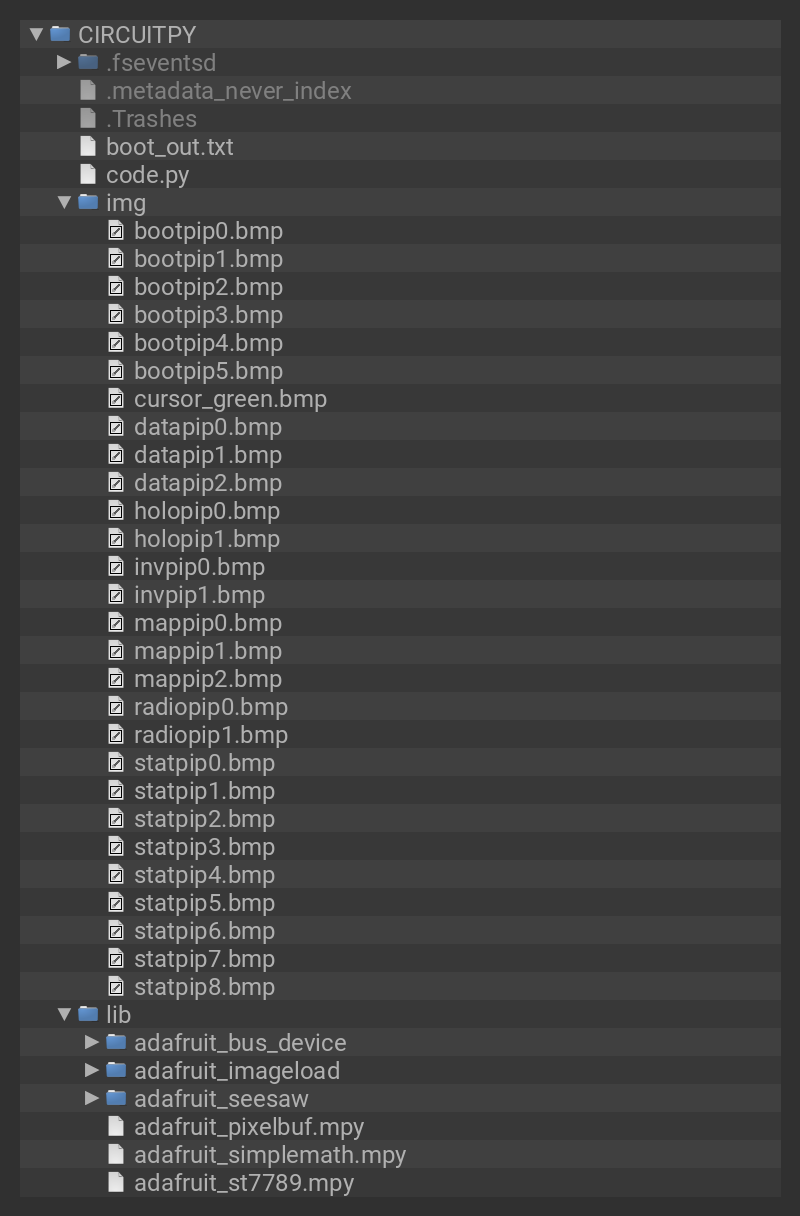 CIRCUITPY
.fseventsd
.metadata_never_index
.Trashes
boot_out.txt
code.py
img
bootpip0.bmp
bootpip1.bmp
bootpip2.bmp
bootpip3.bmp
bootpip4.bmp
bootpip5.bmp
cursor_green.bmp
datapip0.bmp
datapip1.bmp
datapip2.bmp
holopip0.bmp
holopip1.bmp
invpip0.bmp
invpip1.bmp
mappip0.bmp
mappip1.bmp
mappip2.bmp
radiopip0.bmp
radiopip1.bmp
statpip0.bmp
statpip1.bmp
statpip2.bmp
statpip3.bmp
statpip4.bmp
statpip5.bmp
statpip6.bmp
statpip7.bmp
statpip8.bmp
lib
adafruit_bus_device
adafruit_imageload
adafruit_seesaw
adafruit_pixelbuf.mpy
adafruit_simplemath.mpy
adafruit_st7789.mpy